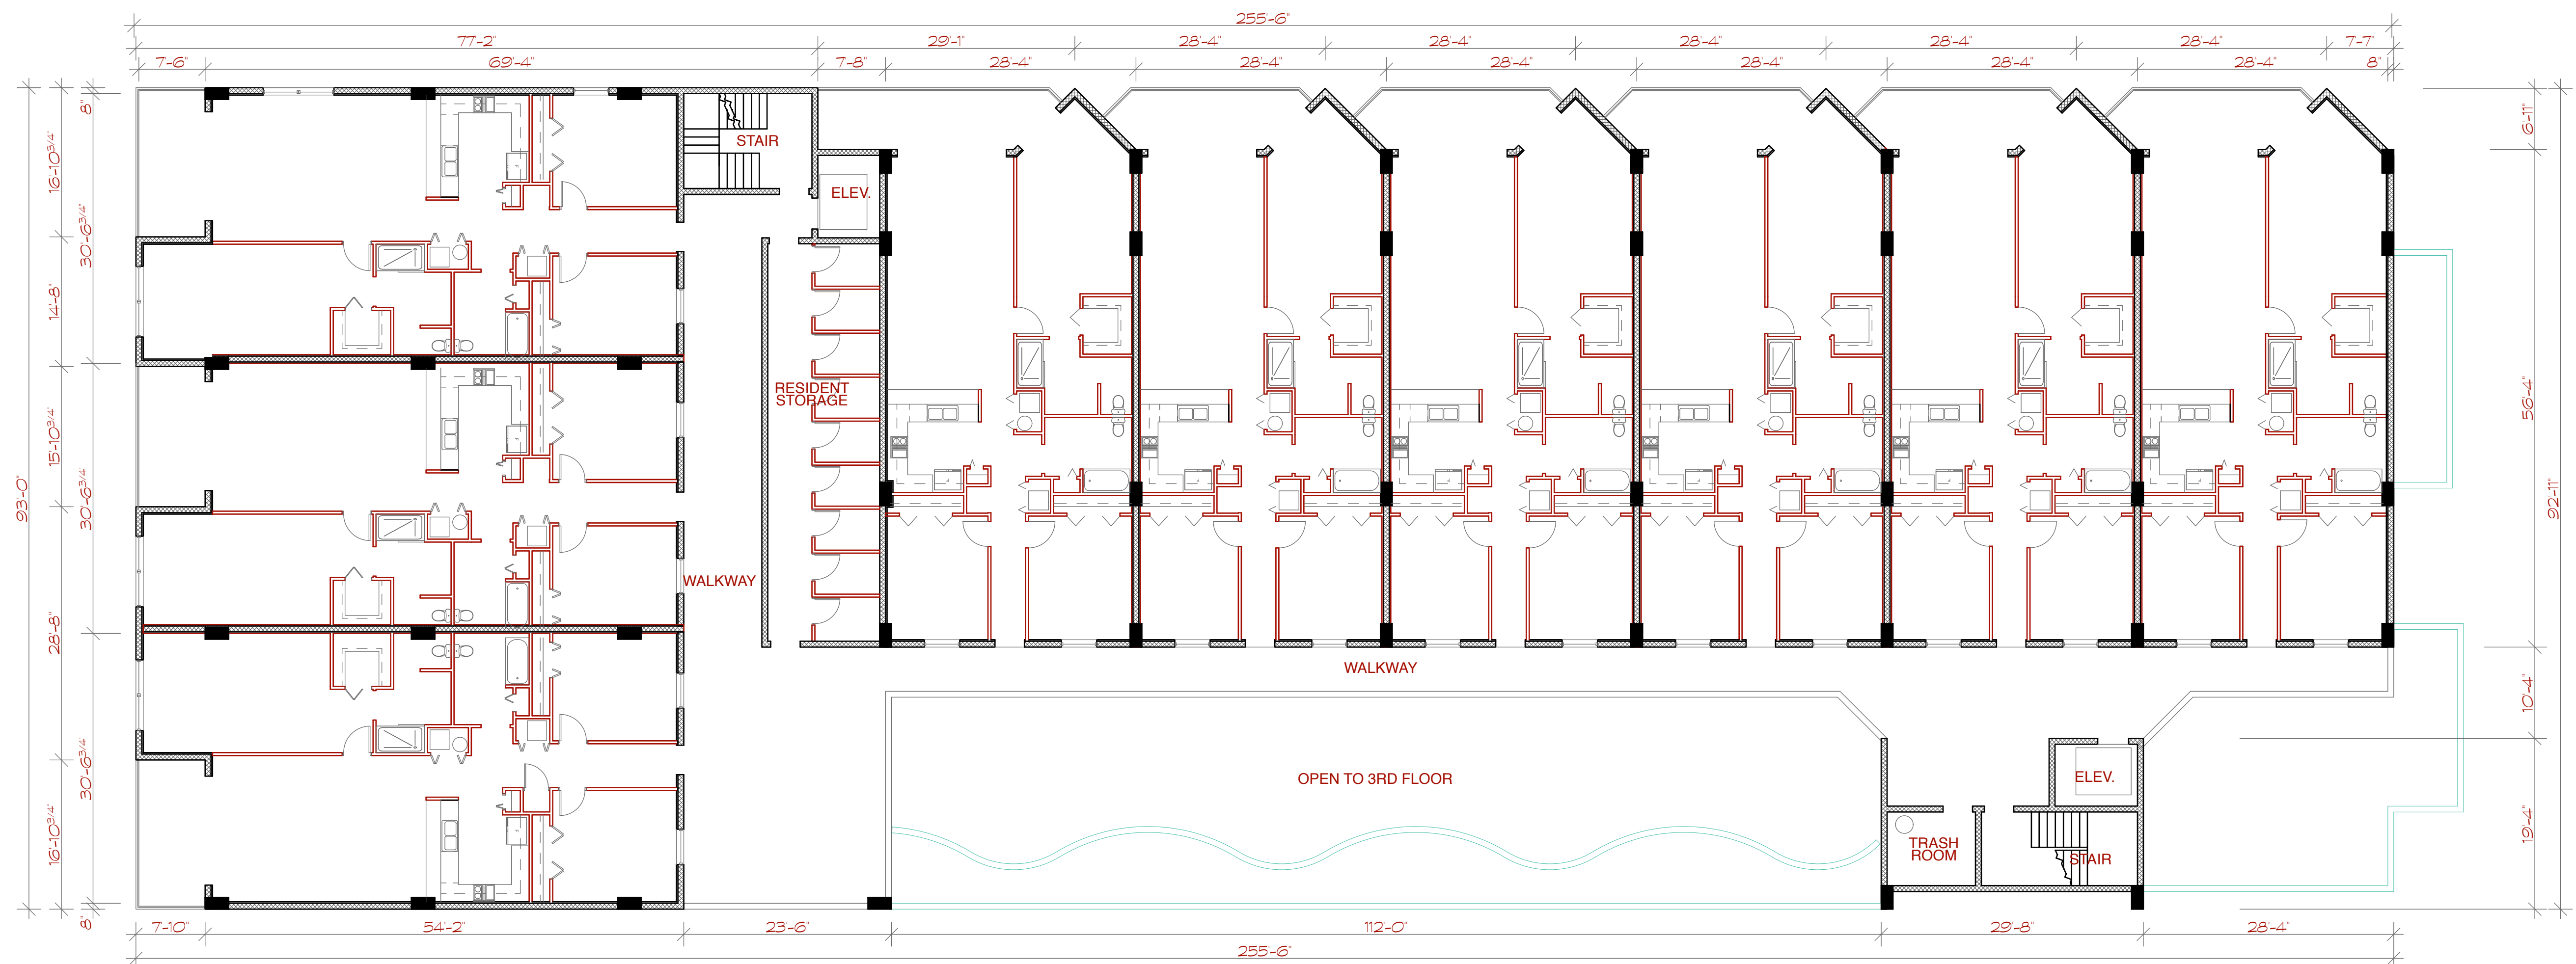 255'-6"
77'-2" 29'-1" 28'-4" 28'-4" 28'-4" 28'-4" 28'-4" 7'-7"
7'-6" 69'-4" 7'-8" 28'-4" 28'-4" 28'-4" 28'-4" 28'-4" 28'-4" 8"
8"
6'-11"
STAIR
16'-10 3/4"
ELEV.
30'-6 3/4"
14'-8"
RESIDENT
STORAGE
56'-4"
15'-10 3/4"
93'-0"
30'-6 3/4"
92'-11"
WALKWAY
28'-8"
WALKWAY
10'-4"
30'-6 3/4"
OPEN TO 3RD FLOOR
ELEV.
16'-10 3/4"
19'-4"
TRASH
ROOM
STAIR
8"
7'-10" 54'-2" 23'-6" 112'-0" 29'-8" 28'-4"
255'-6"